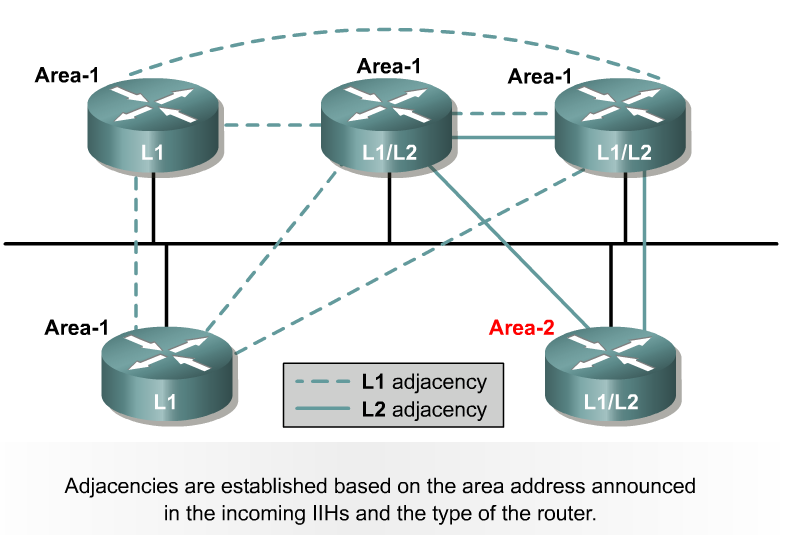 Area-1
Area-1
Area-1
L1
L1/L2
L1/L2
Area-1
Area-2
L1
L1/L2
L1 adjacency
L2 adjacency
Adjacencies are established based on the area address announced
in the incoming IIHs and the type of the router.